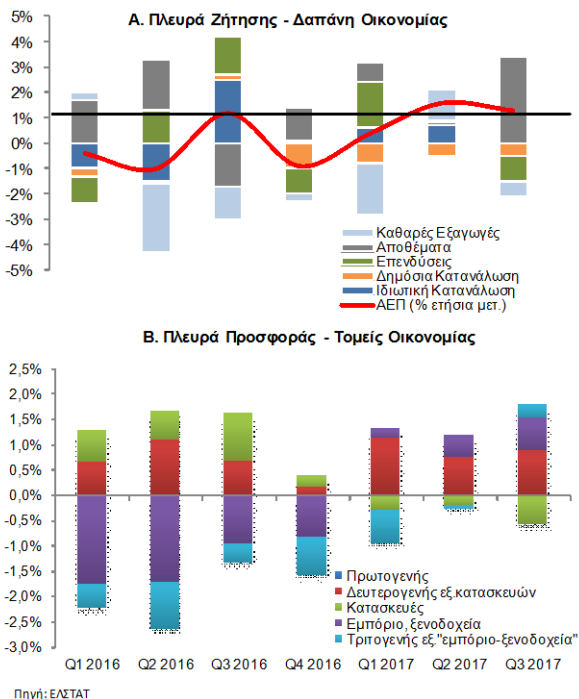 Α. Πλευρά Ζήτησης - Δαπάνη Οικονομίας
5%
4%
3%
2%
1%
0%
-1%
-2%
-3%
-4%
-5%
Καθαρές Εξαγωγές
Αποθέματα
Επενδύσεις
Δημόσια Κατανάλωση
Ιδιωτική Κατανάλωση
ΑΕΠ (% ετήσια μετ.)
Β. Πλευρά Προσφοράς - Τομείς Οικονομίας
2,5%
2,0%
1,5%
1,0%
0,5%
0,0%
-0,5%
-1,0%
-1,5%
-2,0%
-2,5%
-3,0%
Πρωτογενής
Δευτερογενής εξ.κατασκευών
Κατασκευές
Εμπόριο, ξενοδοχεία
Τριτογενής εξ."εμπόριο-ξενοδοχεία"
Q1 2016 Q2 2016 Q3 2016 Q4 2016 Q1 2017 Q2 2017 Q3 2017
Πηγή: ΕΛΣΤΑΤ